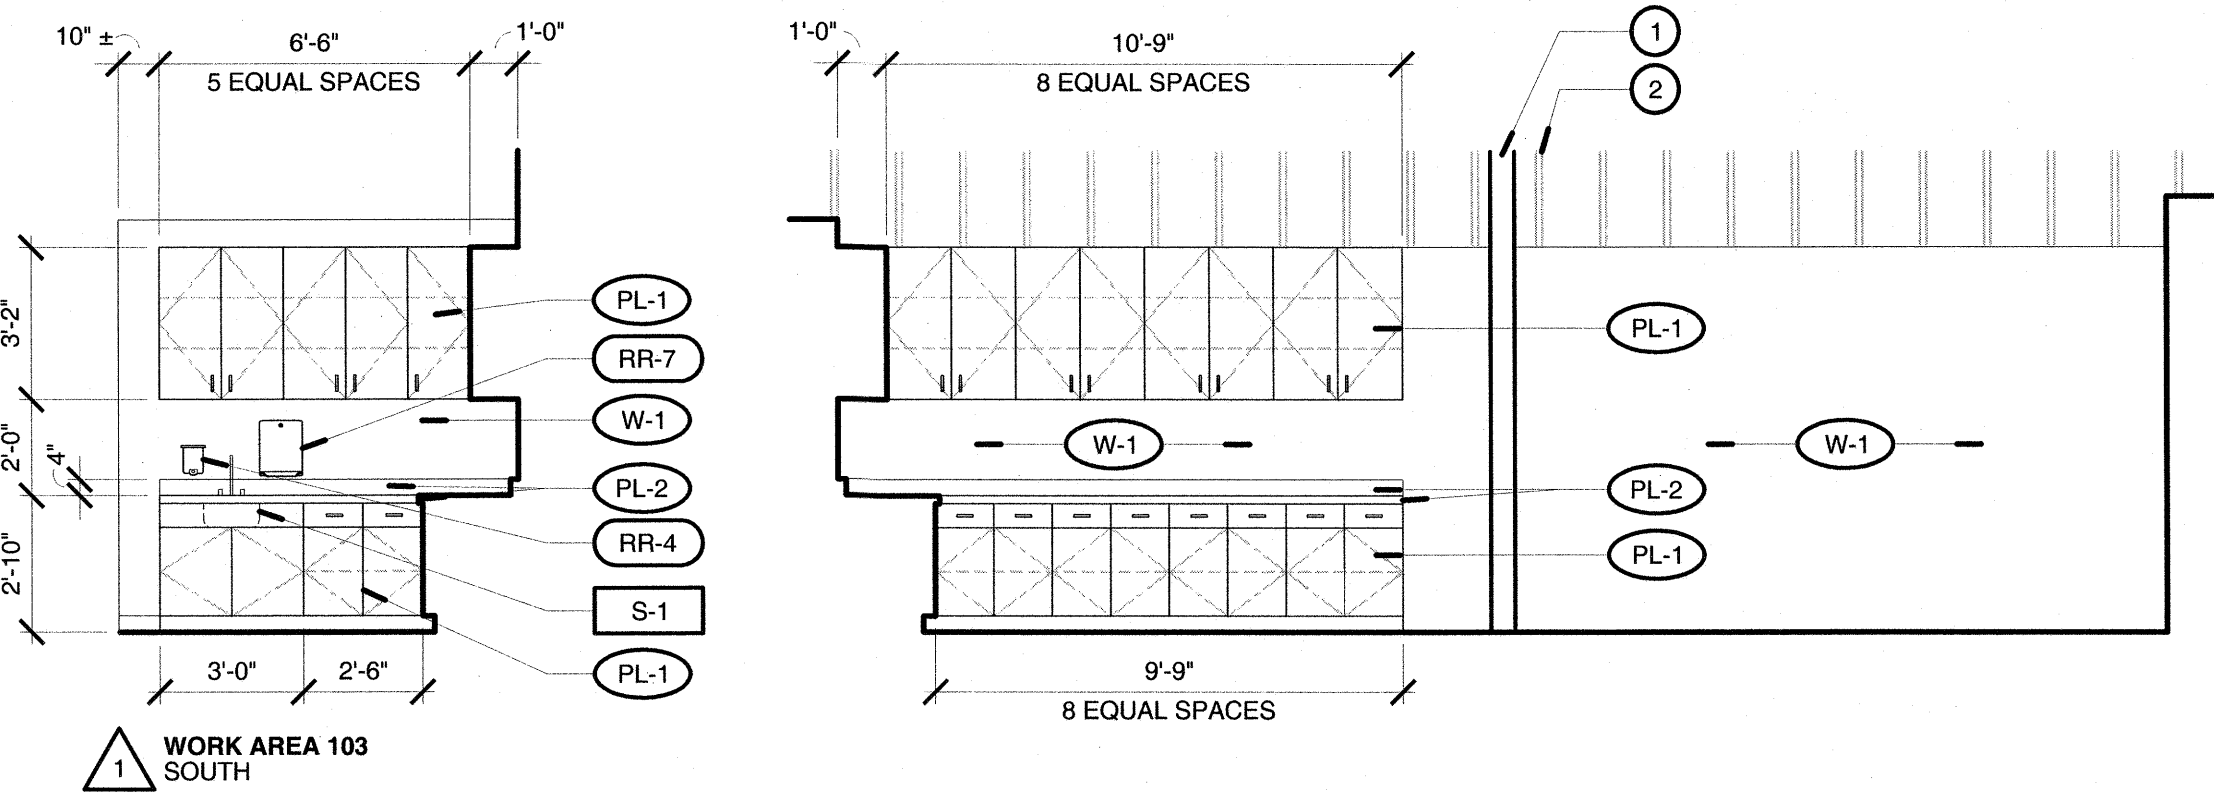 10" ±
6'-6"
1'-0"
5 EQUAL SPACES
1'-0"
10'-9"
8 EQUAL SPACES
1
2
3'-2"
2'-0"
4"
2'-10"
PL-1
RR-7
W-1
PL-2
RR-4
S-1
PL-1
PL-1
W-1
W-1
PL-2
PL-1
3'-0"
2'-6"
9'-9"
8 EQUAL SPACES
1
WORK AREA 103
SOUTH